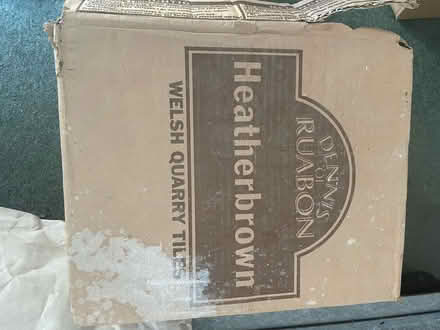 DENNIS
OF
RUABON
Heatherbrown
WELSH QUARRY TILES